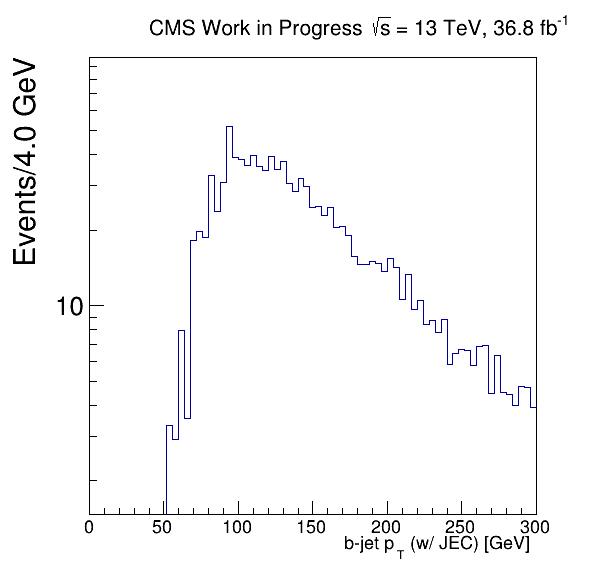 CMS Work in Progress √s = 13 TeV, 36.8 fb⁻¹
Events/4.0 GeV
10
0 50 100 150 200 250 300
b-jet p_T (w/ JEC) [GeV]